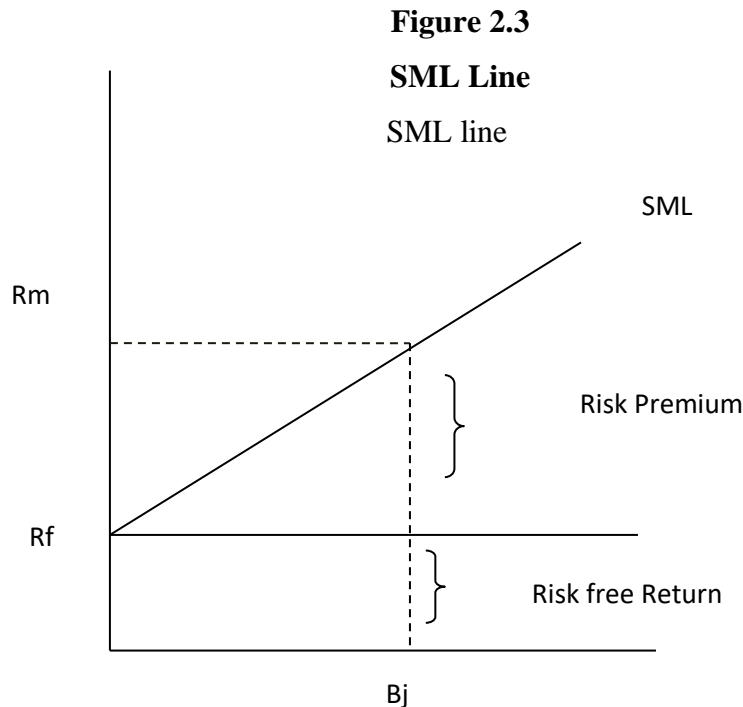 Figure 2.3
SML Line
SML line
SML
Rm
Risk Premium
Rf
Risk free Return
Bj